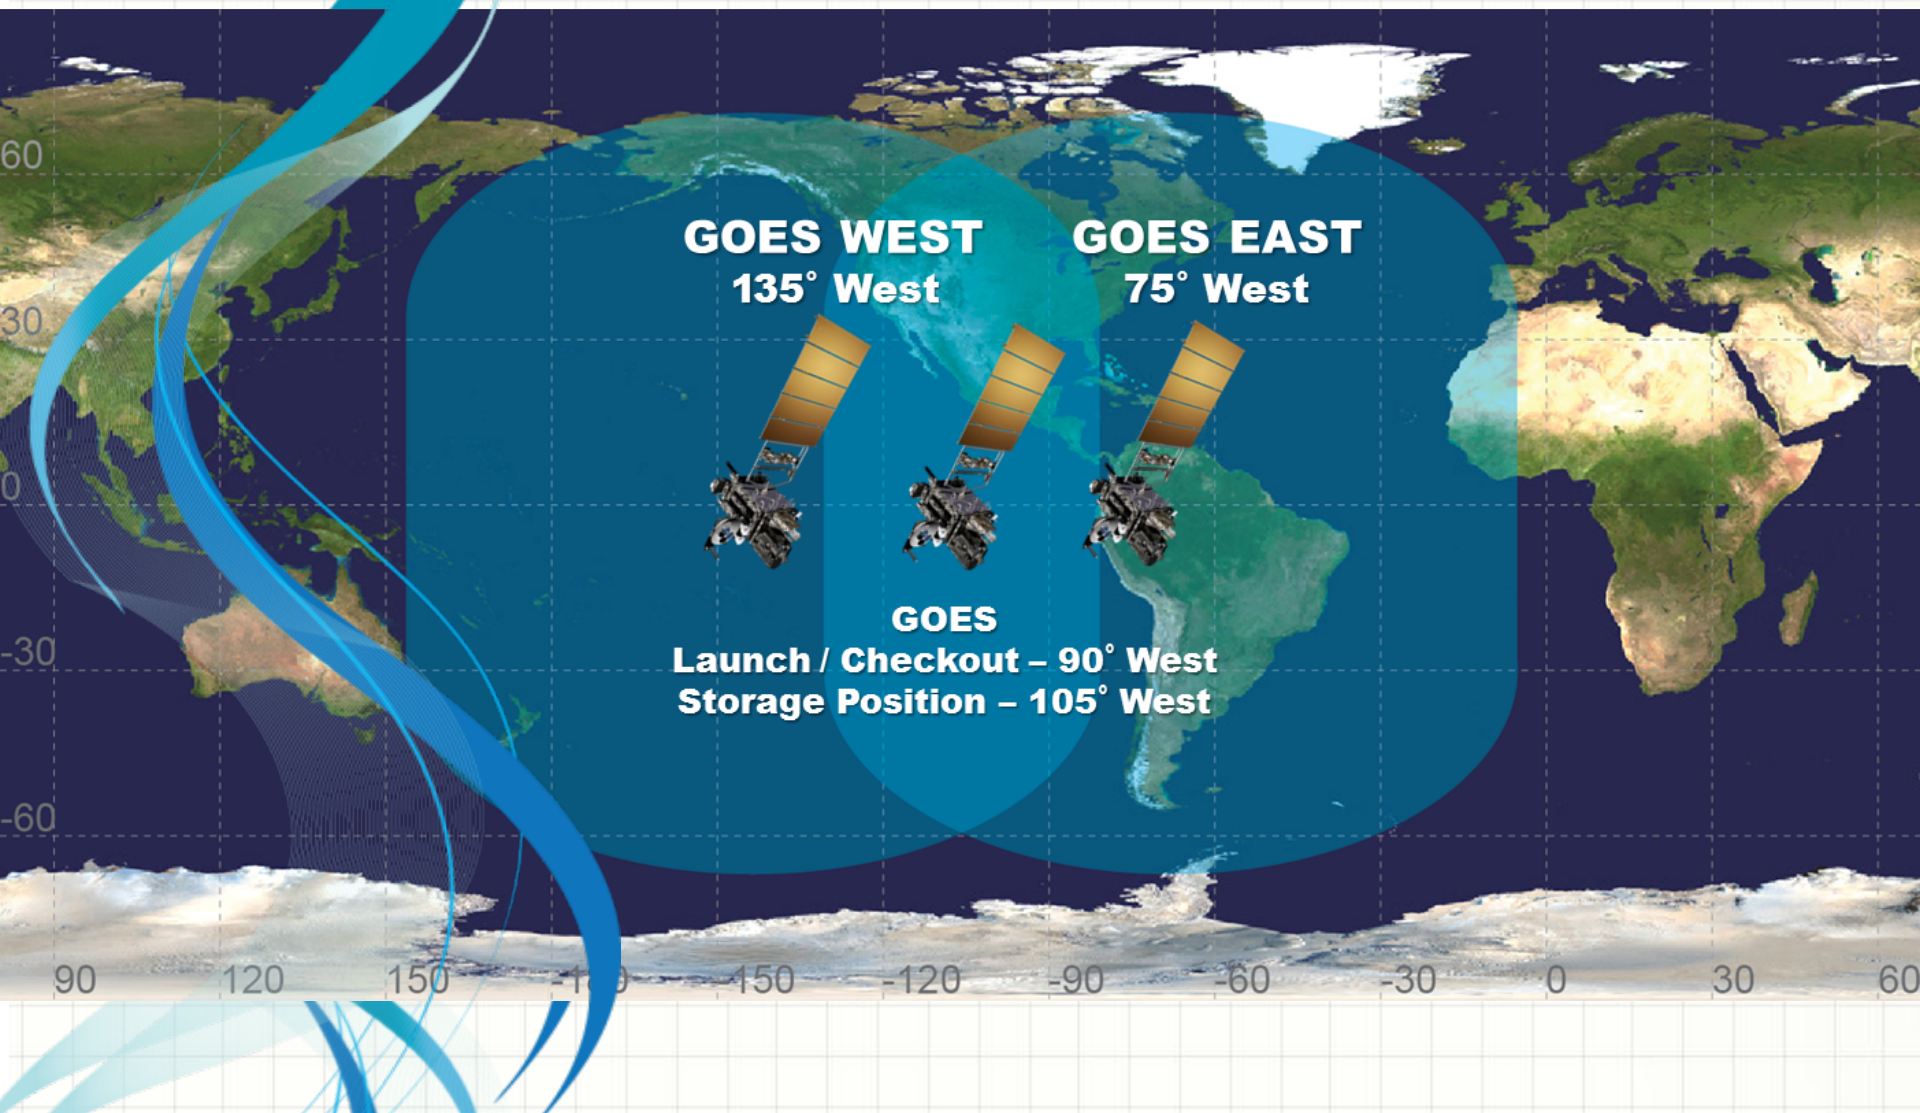 60
30
0
-30
-60
GOES WEST
135° West
GOES EAST
75° West
GOES
Launch / Checkout – 90° West
Storage Position – 105° West
90 120 150 -180 -150 -120 -90 -60 -30 0 30 60